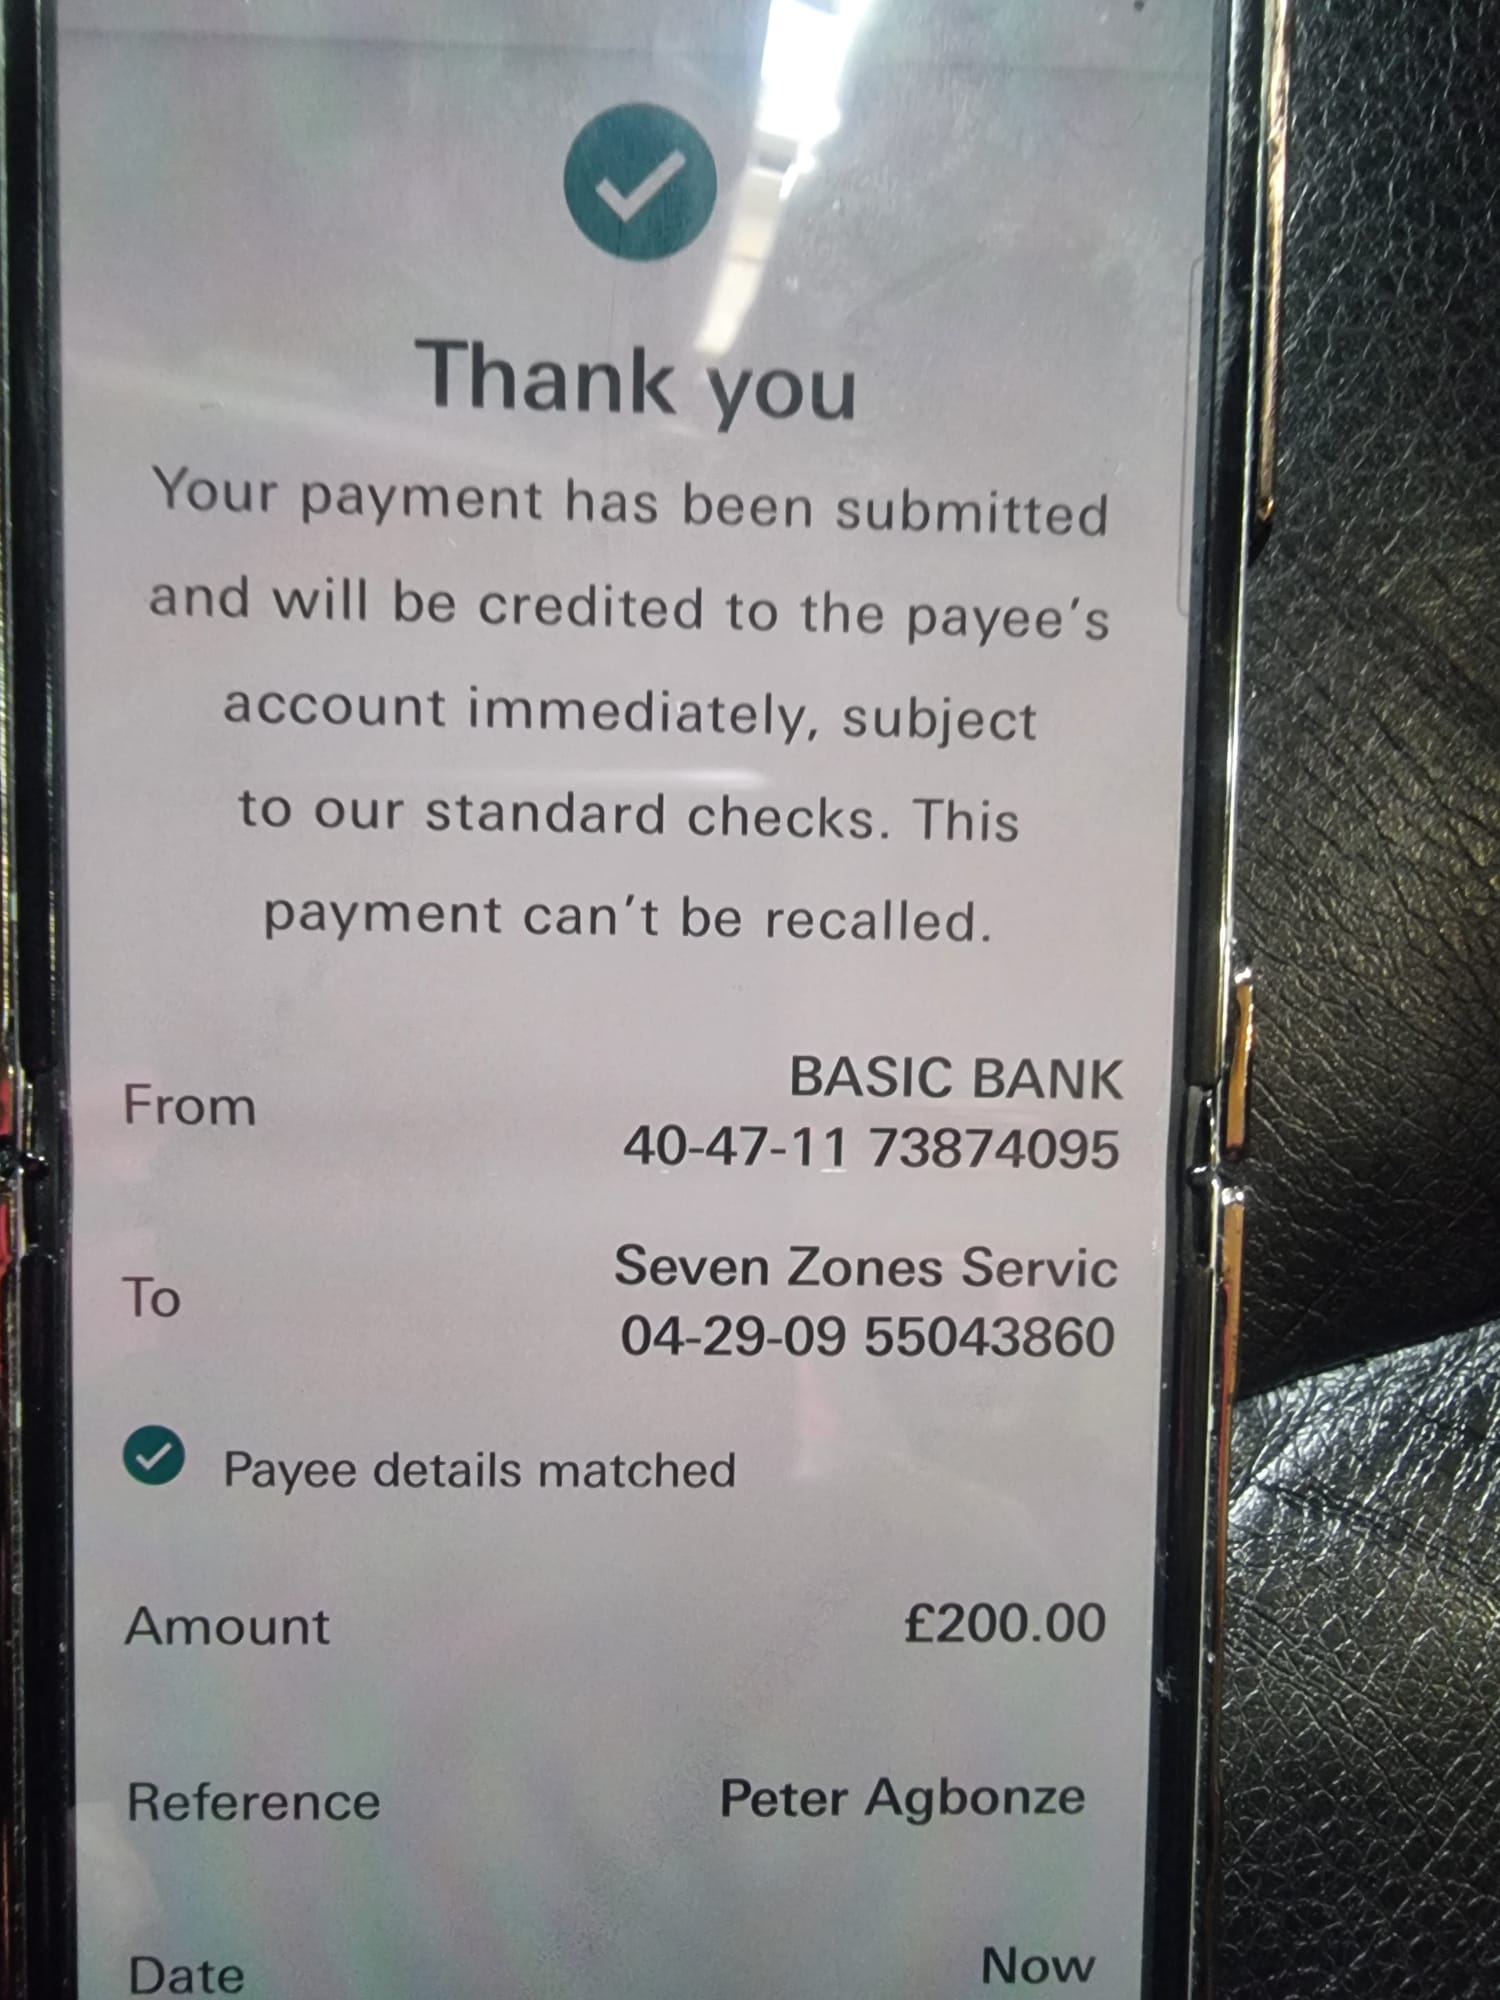 Thank you
Your payment has been submitted
and will be credited to the payee's
account immediately, subject
to our standard checks. This
payment can't be recalled.
From
BASIC BANK
40-47-11 73874095
To
Seven Zones Servic
04-29-09 55043860
Payee details matched
Amount £200.00
Reference Peter Agbonze
Date Now